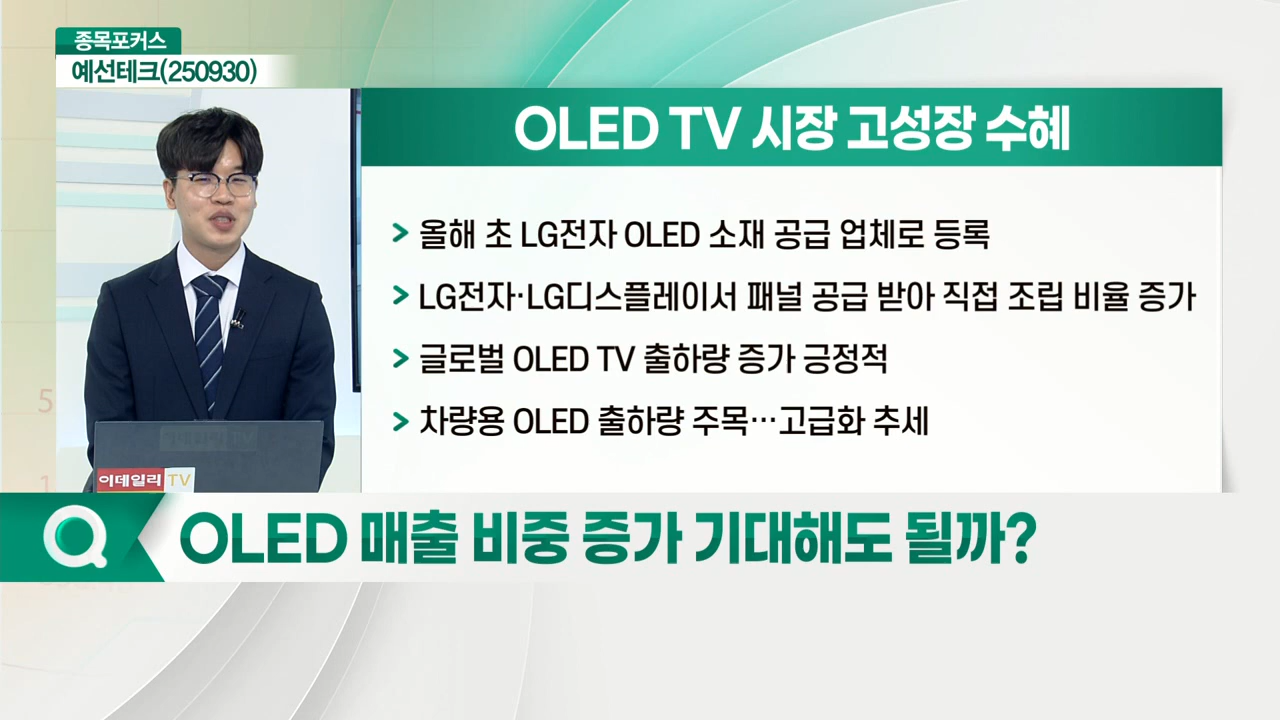 종목포커스
예선테크(250930)
OLED TV 시장 고성장 수혜
> 올해 초 LG전자 OLED 소재 공급 업체로 등록
> LG전자·LG디스플레이서 패널 공급 받아 직접 조립 비율 증가
> 글로벌 OLED TV 출하량 증가 긍정적
> 차량용 OLED 출하량 주목…고급화 추세
5
1
이데일리 TV
Q OLED 매출 비중 증가 기대해도 될까?